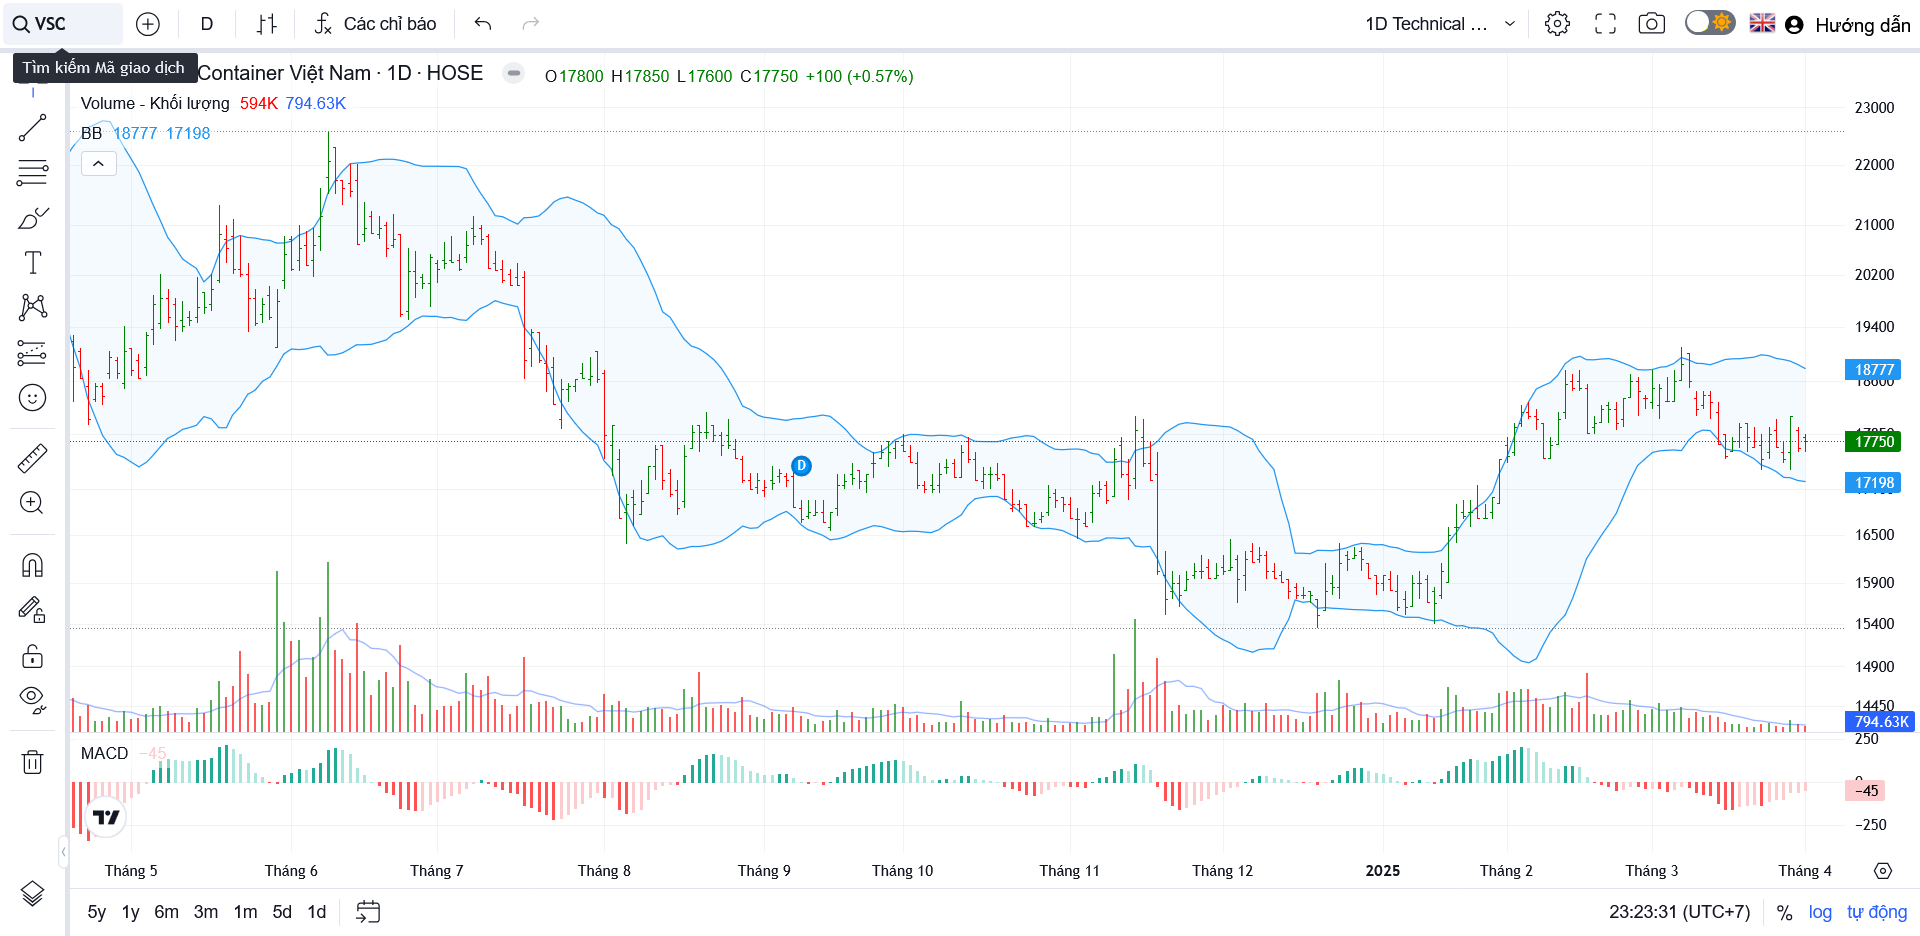 VSC
D
Các chỉ báo
1D Technical ...
Hướng dẫn
Tìm kiếm Mã giao dịch
Container Việt Nam · 1D · HOSE
O17800 H17850 L17600 C17750 +100 (+0.57%)
Volume - Khối lượng 594K 794.63K
BB 18777 17198
23000
22000
21000
20200
19400
18777
18600
17750
17198
16500
15900
15400
14900
14450
794.63K
D
MACD −45
250
0
−45
−250
Tháng 5
Tháng 6
Tháng 7
Tháng 8
Tháng 9
Tháng 10
Tháng 11
Tháng 12
2025
Tháng 2
Tháng 3
Tháng 4
5y 1y 6m 3m 1m 5d 1d
23:23:31 (UTC+7)
%
log
tự động